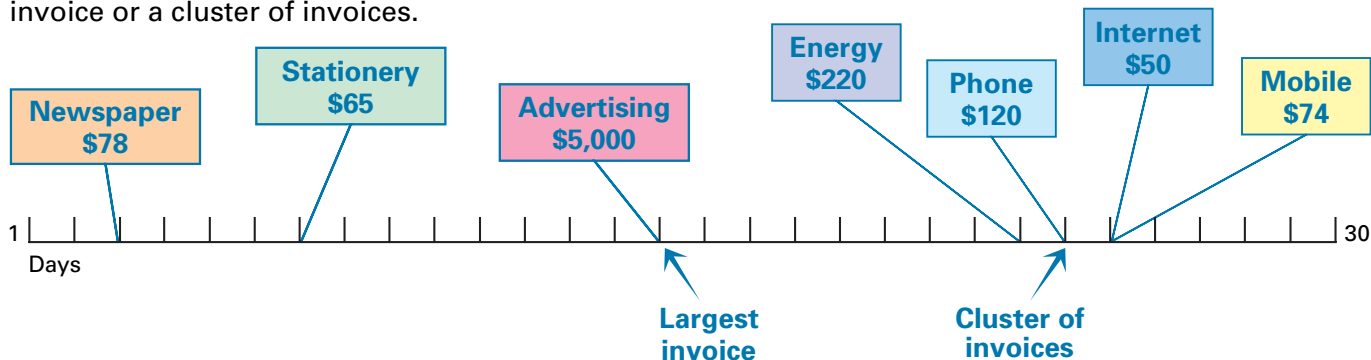 invoice or a cluster of invoices.
Newspaper
$78
Stationery
$65
Advertising
$5,000
Energy
$220
Phone
$120
Internet
$50
Mobile
$74
1
30
Days
Largest
invoice
Cluster of
invoices